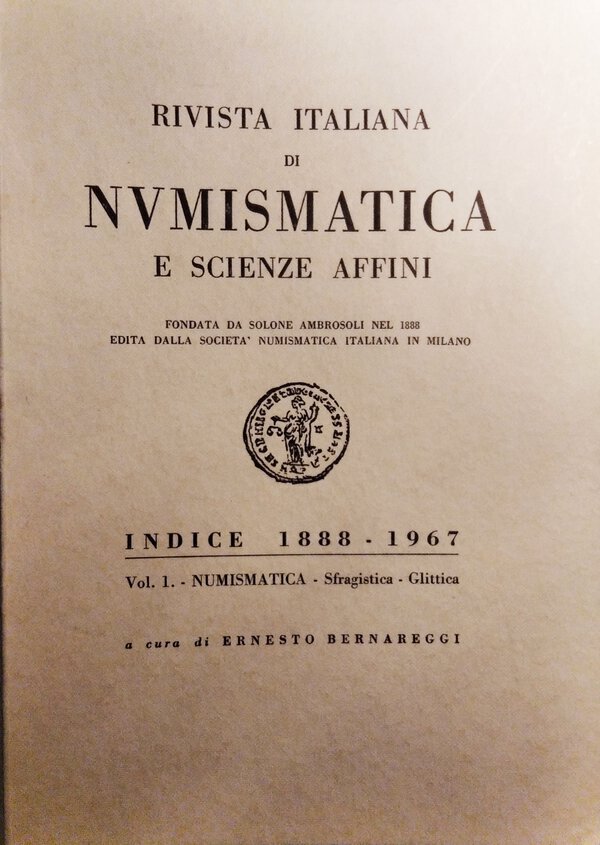 RIVISTA ITALIANA
DI
NVMISMATICA
E SCIENZE AFFINI
FONDATA DA SOLONE AMBROSOLI NEL 1888
EDITA DALLA SOCIETA' NUMISMATICA ITALIANA IN MILANO
INDICE 1888 - 1967
Vol. 1. - NUMISMATICA - Sfragistica - Glittica
a cura di ERNESTO BERNAREGGI